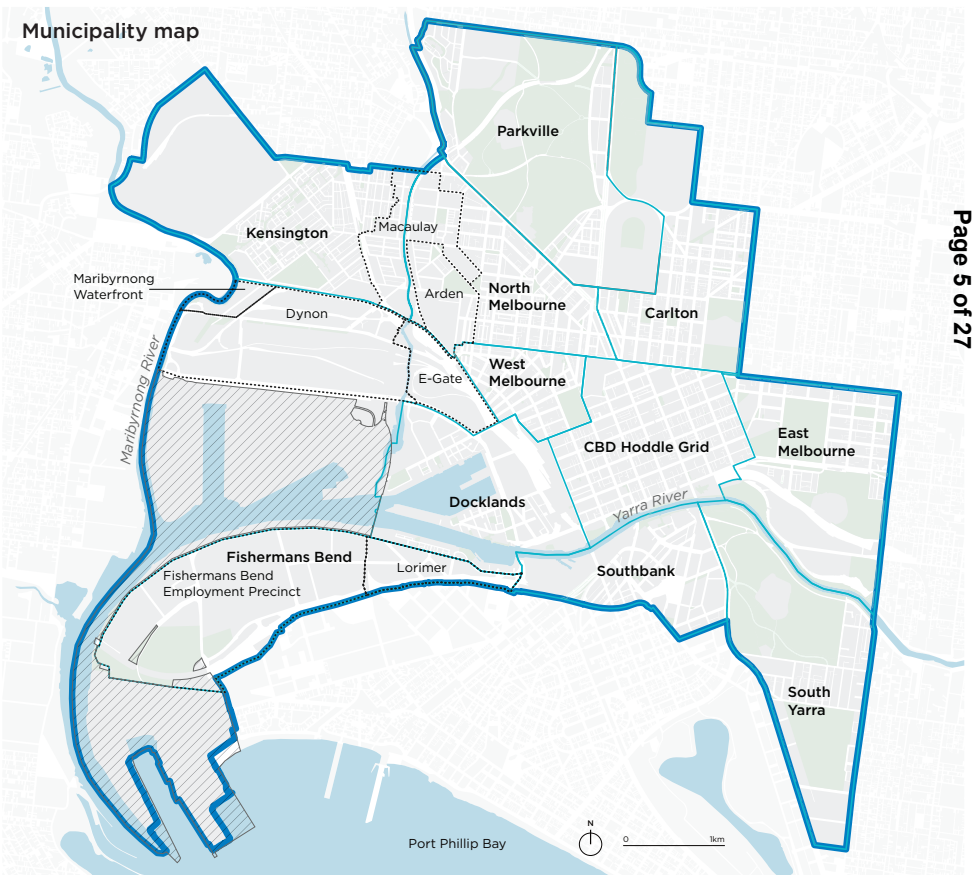 Municipality map
Parkville
Page 5 of 27
Kensington
Macaulay
Maribyrnong
Waterfront
Arden
North
Melbourne
Dynon
Carlton
Maribyrnong River
West
Melbourne
E-Gate
CBD Hoddle Grid
East
Melbourne
Docklands
Yarra River
Fishermans Bend
Lorimer
Southbank
Fishermans Bend
Employment Precinct
South
Yarra
N
0
1km
Port Phillip Bay